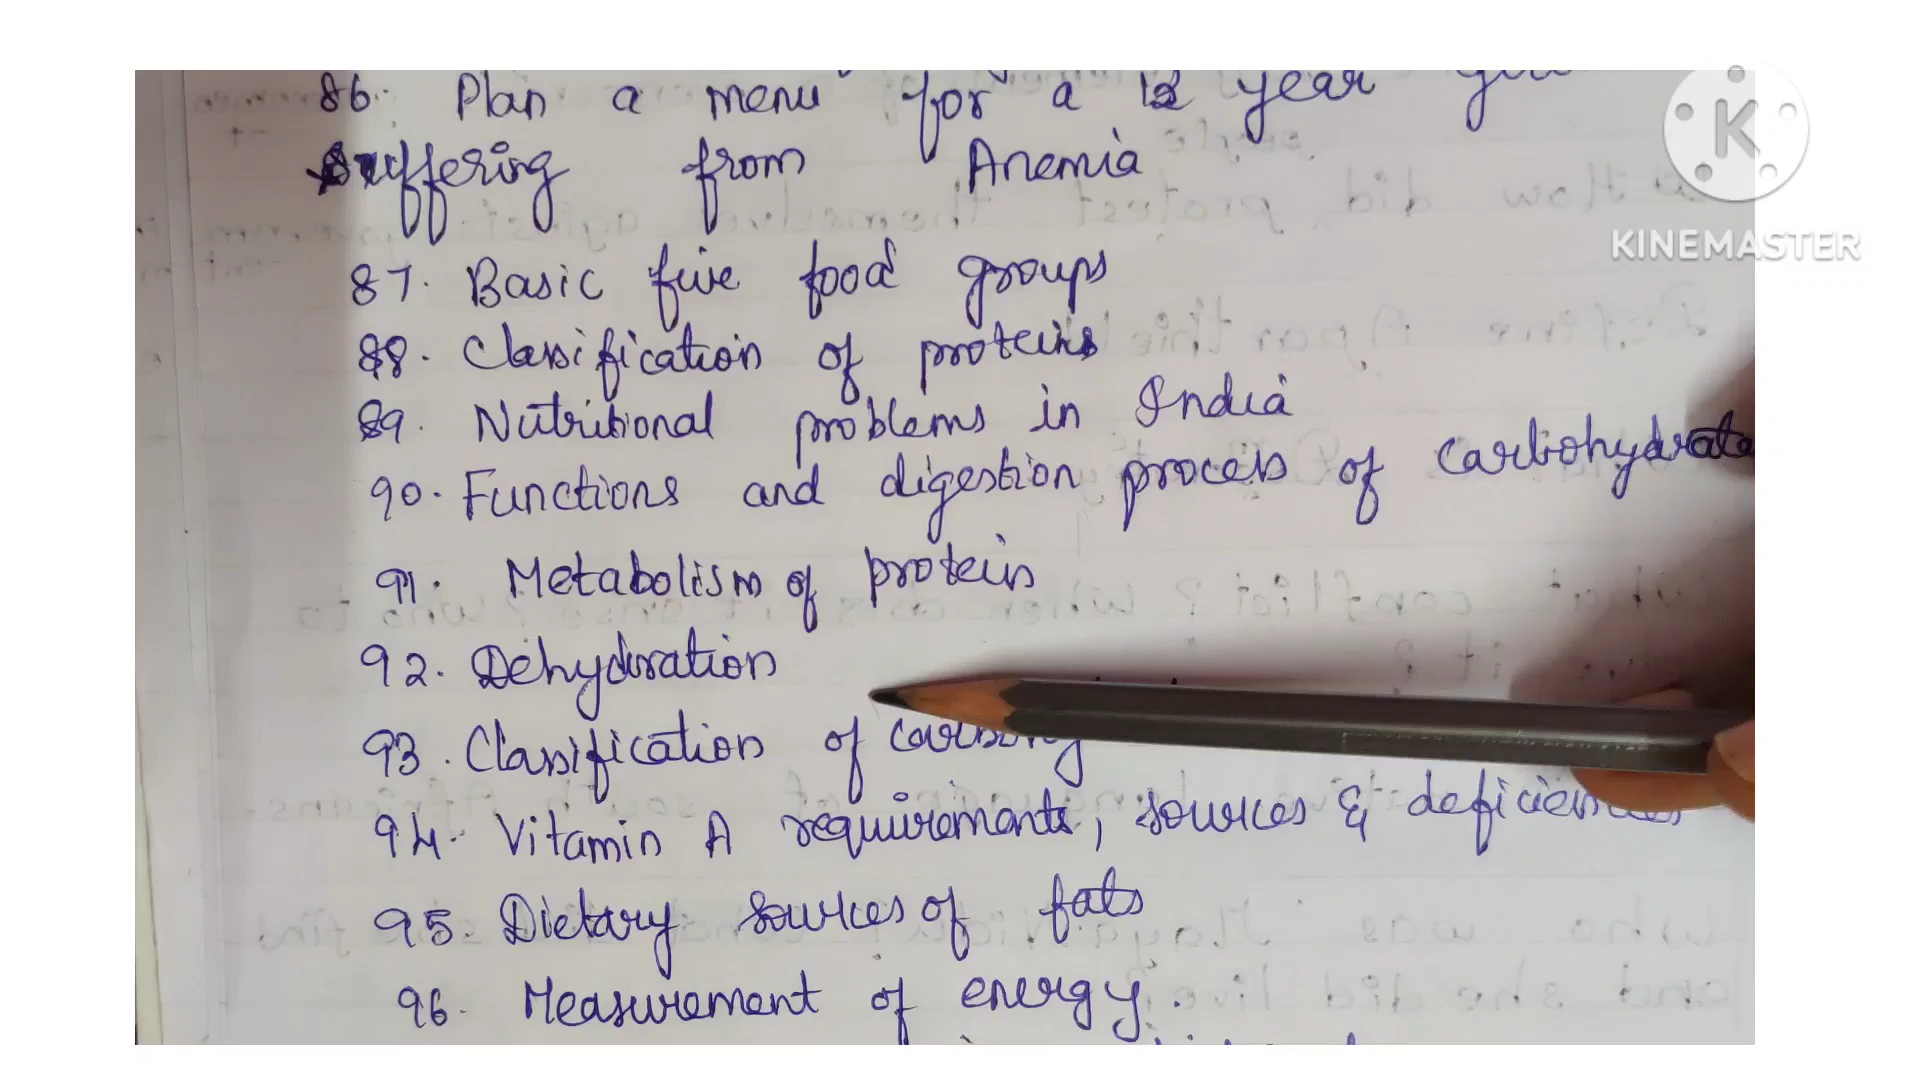 86. Plan a menu for a 12 year
Suffering from Anemia
87. Basic five food groups
88. Classification of proteins
89. Nutritional problems in India
90. Functions and digestion process of carbohydrate
91. Metabolism of protein
92. Dehydration
93. Classification of
94. Vitamin A requirements, sources & deficiencies
95. Dietary sources of fats
96. Measurement of energy.
K
KINEMASTER